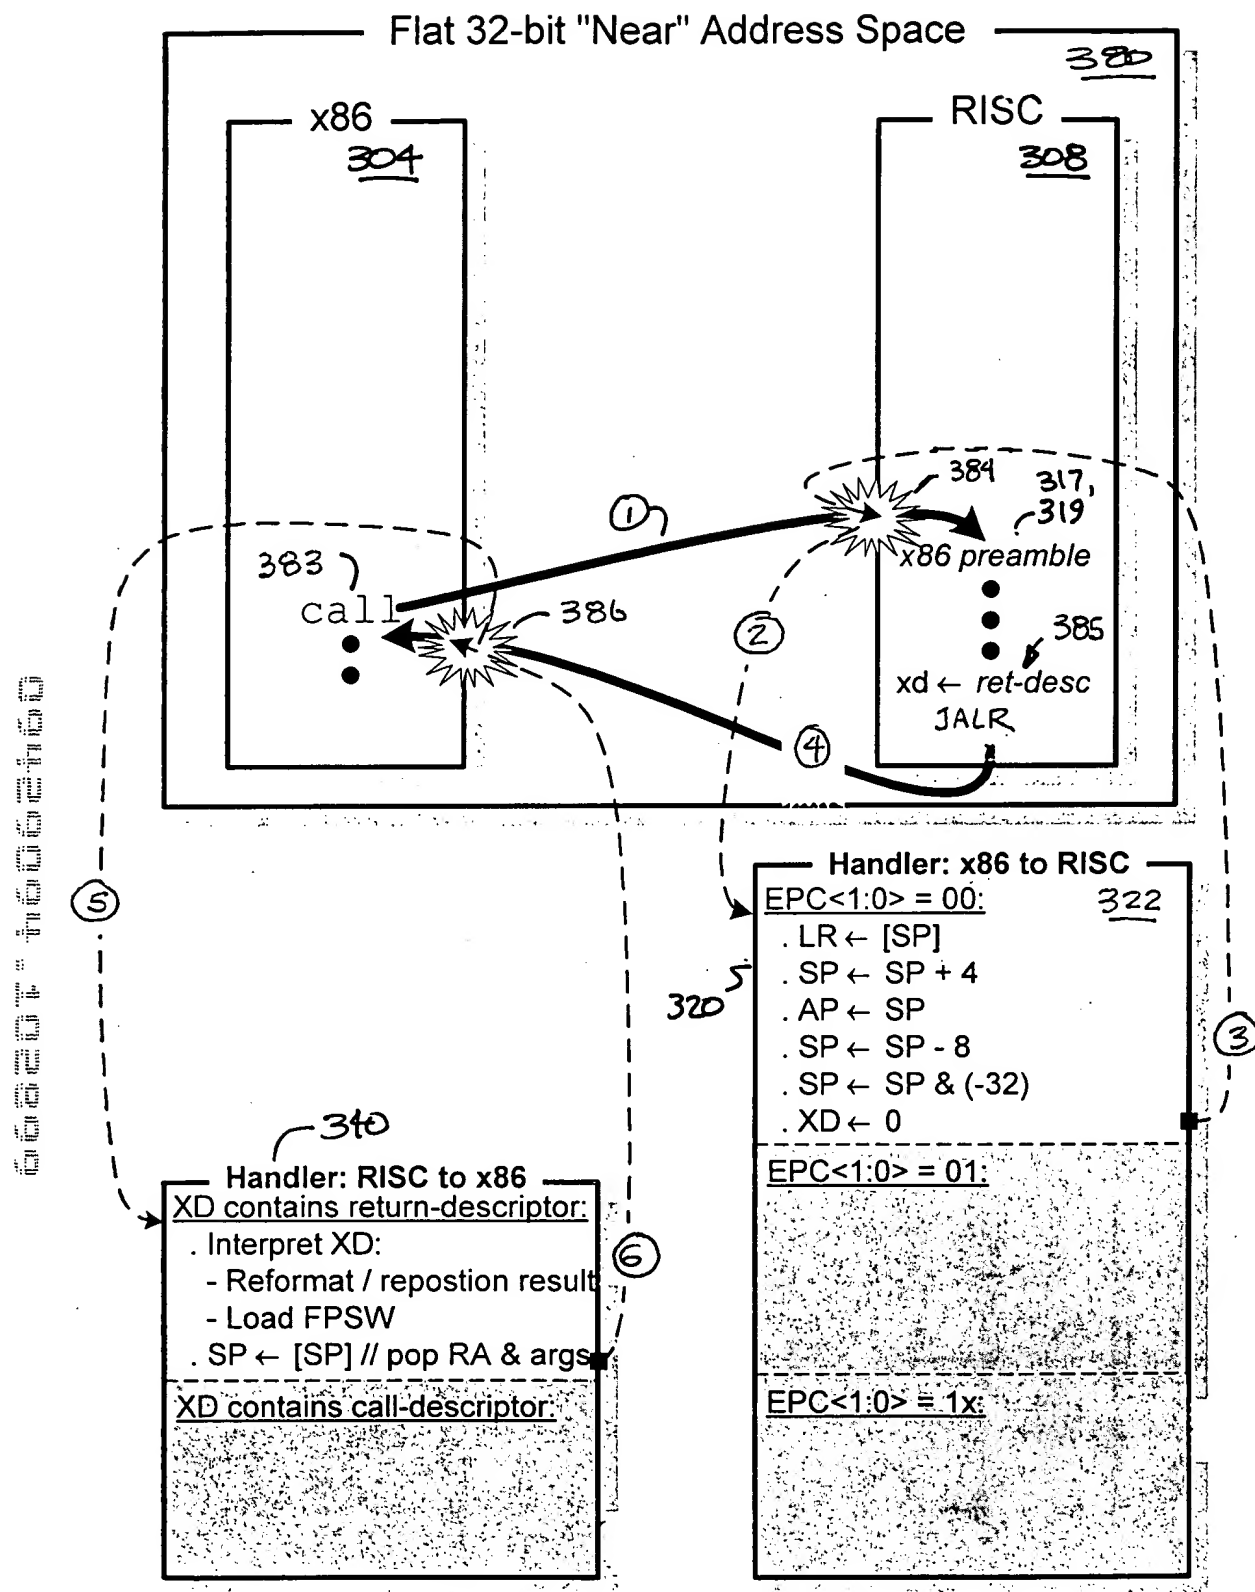 Flat 32-bit "Near" Address Space
380
x86
304
RISC
308
384
317,
319
1
x86 preamble
383
call
386
2
385
xd ← ret-desc
JALR
4
5
Handler: x86 to RISC
EPC<1:0> = 00:
322
. LR ← [SP]
. SP ← SP + 4
320
. AP ← SP
. SP ← SP - 8
3
. SP ← SP & (-32)
. XD ← 0
340
Handler: RISC to x86
EPC<1:0> = 01:
XD contains return-descriptor:
. Interpret XD:
6
- Reformat / repostion result
- Load FPSW
. SP ← [SP] // pop RA & args
XD contains call-descriptor:
EPC<1:0> = 1x: